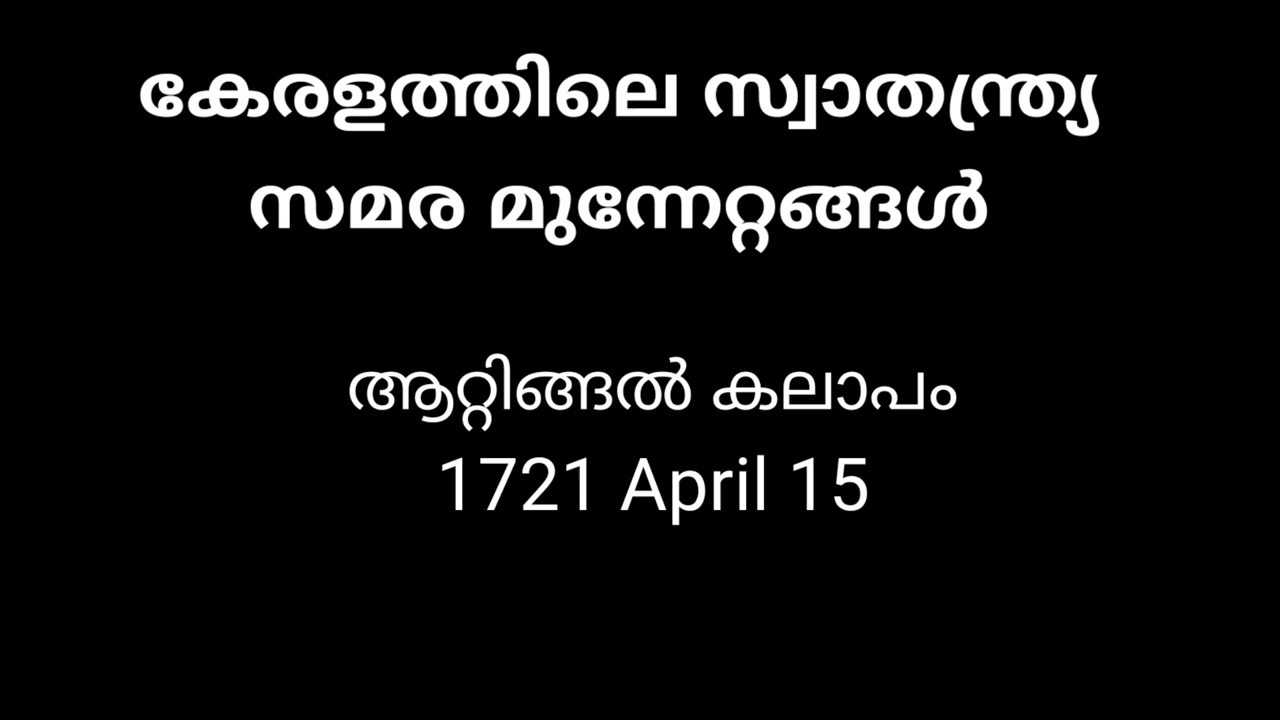 കേരളത്തിലെ സ്വാതന്ത്ര്യ
സമര മുന്നേറ്റങ്ങൾ
ആറ്റിങ്ങൽ കലാപം
1721 April 15